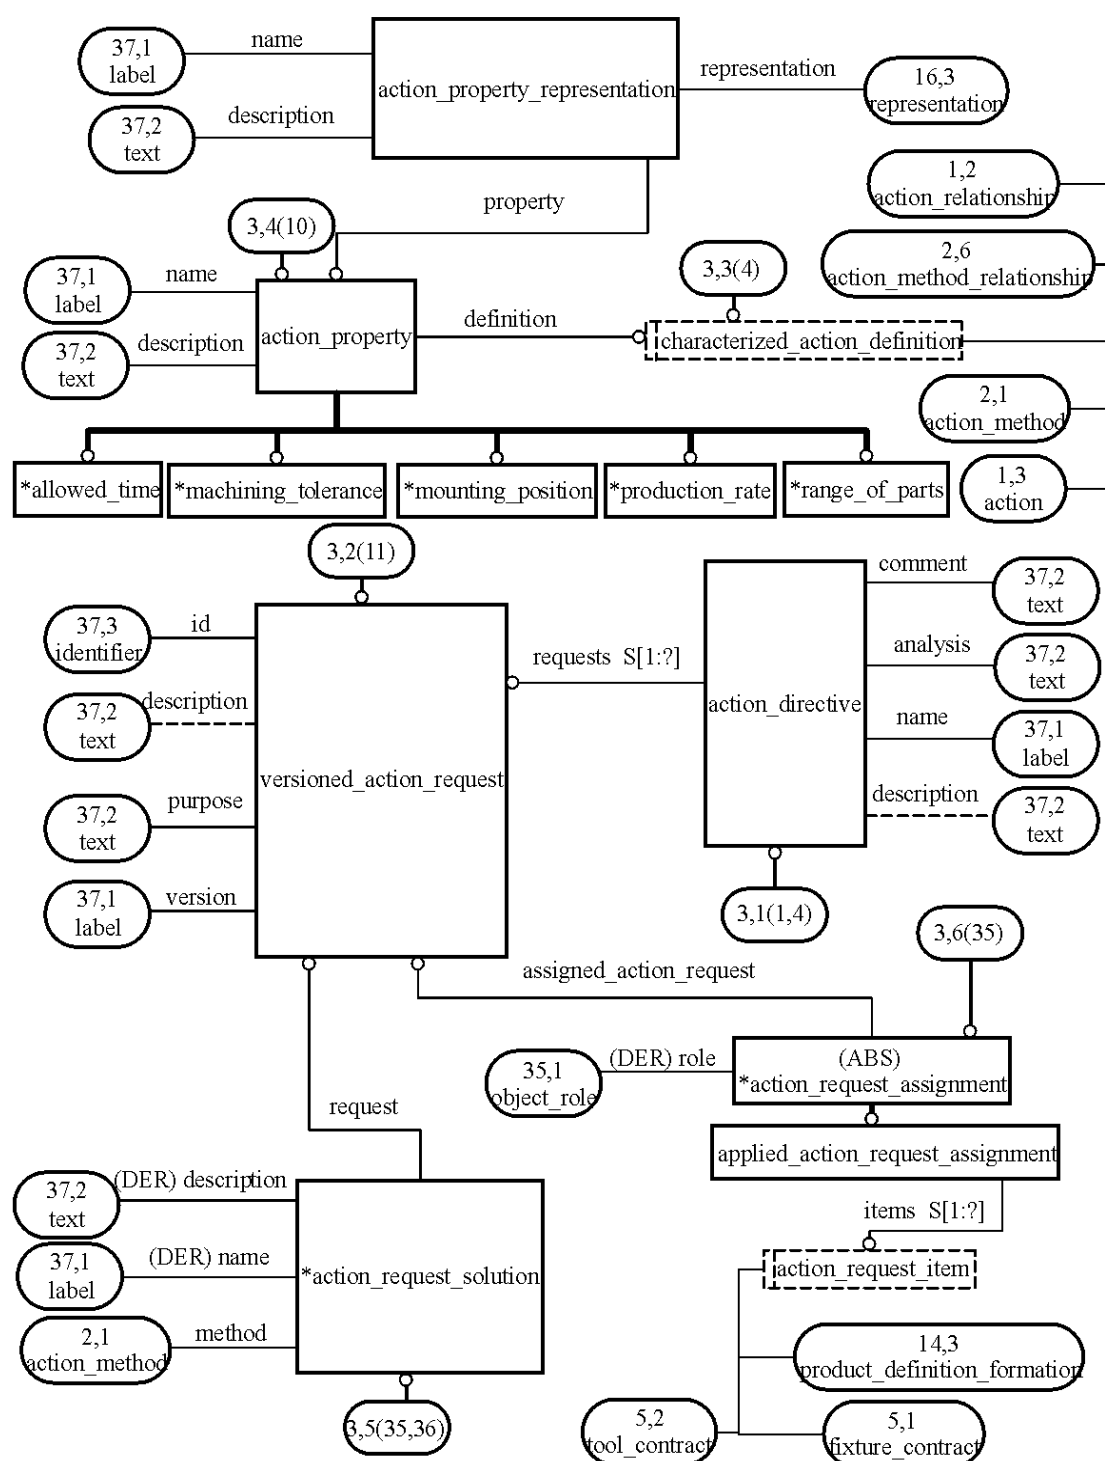 37,1
label
name
action_property_representation
representation
16,3
representation
37,2
text
description
1,2
action_relationship
property
3,4(10)
2,6
action_method_relationship
3,3(4)
37,1
label
name
action_property
definition
characterized_action_definition
37,2
text
description
2,1
action_method
*allowed_time
*machining_tolerance
*mounting_position
*production_rate
*range_of_parts
1,3
action
3,2(11)
37,3
identifier
id
37,2
text
description
versioned_action_request
37,2
text
purpose
37,1
label
version
requests S[1:?]
action_directive
comment
37,2
text
analysis
37,2
text
name
37,1
label
description
37,2
text
3,1(1,4)
3,6(35)
assigned_action_request
35,1
object_role
(DER) role
(ABS)
*action_request_assignment
applied_action_request_assignment
request
items S[1:?]
action_request_item
37,2
text
(DER) description
37,1
label
(DER) name
*action_request_solution
2,1
action_method
method
3,5(35,36)
14,3
product_definition_formation
5,2
tool_contract
5,1
fixture_contract